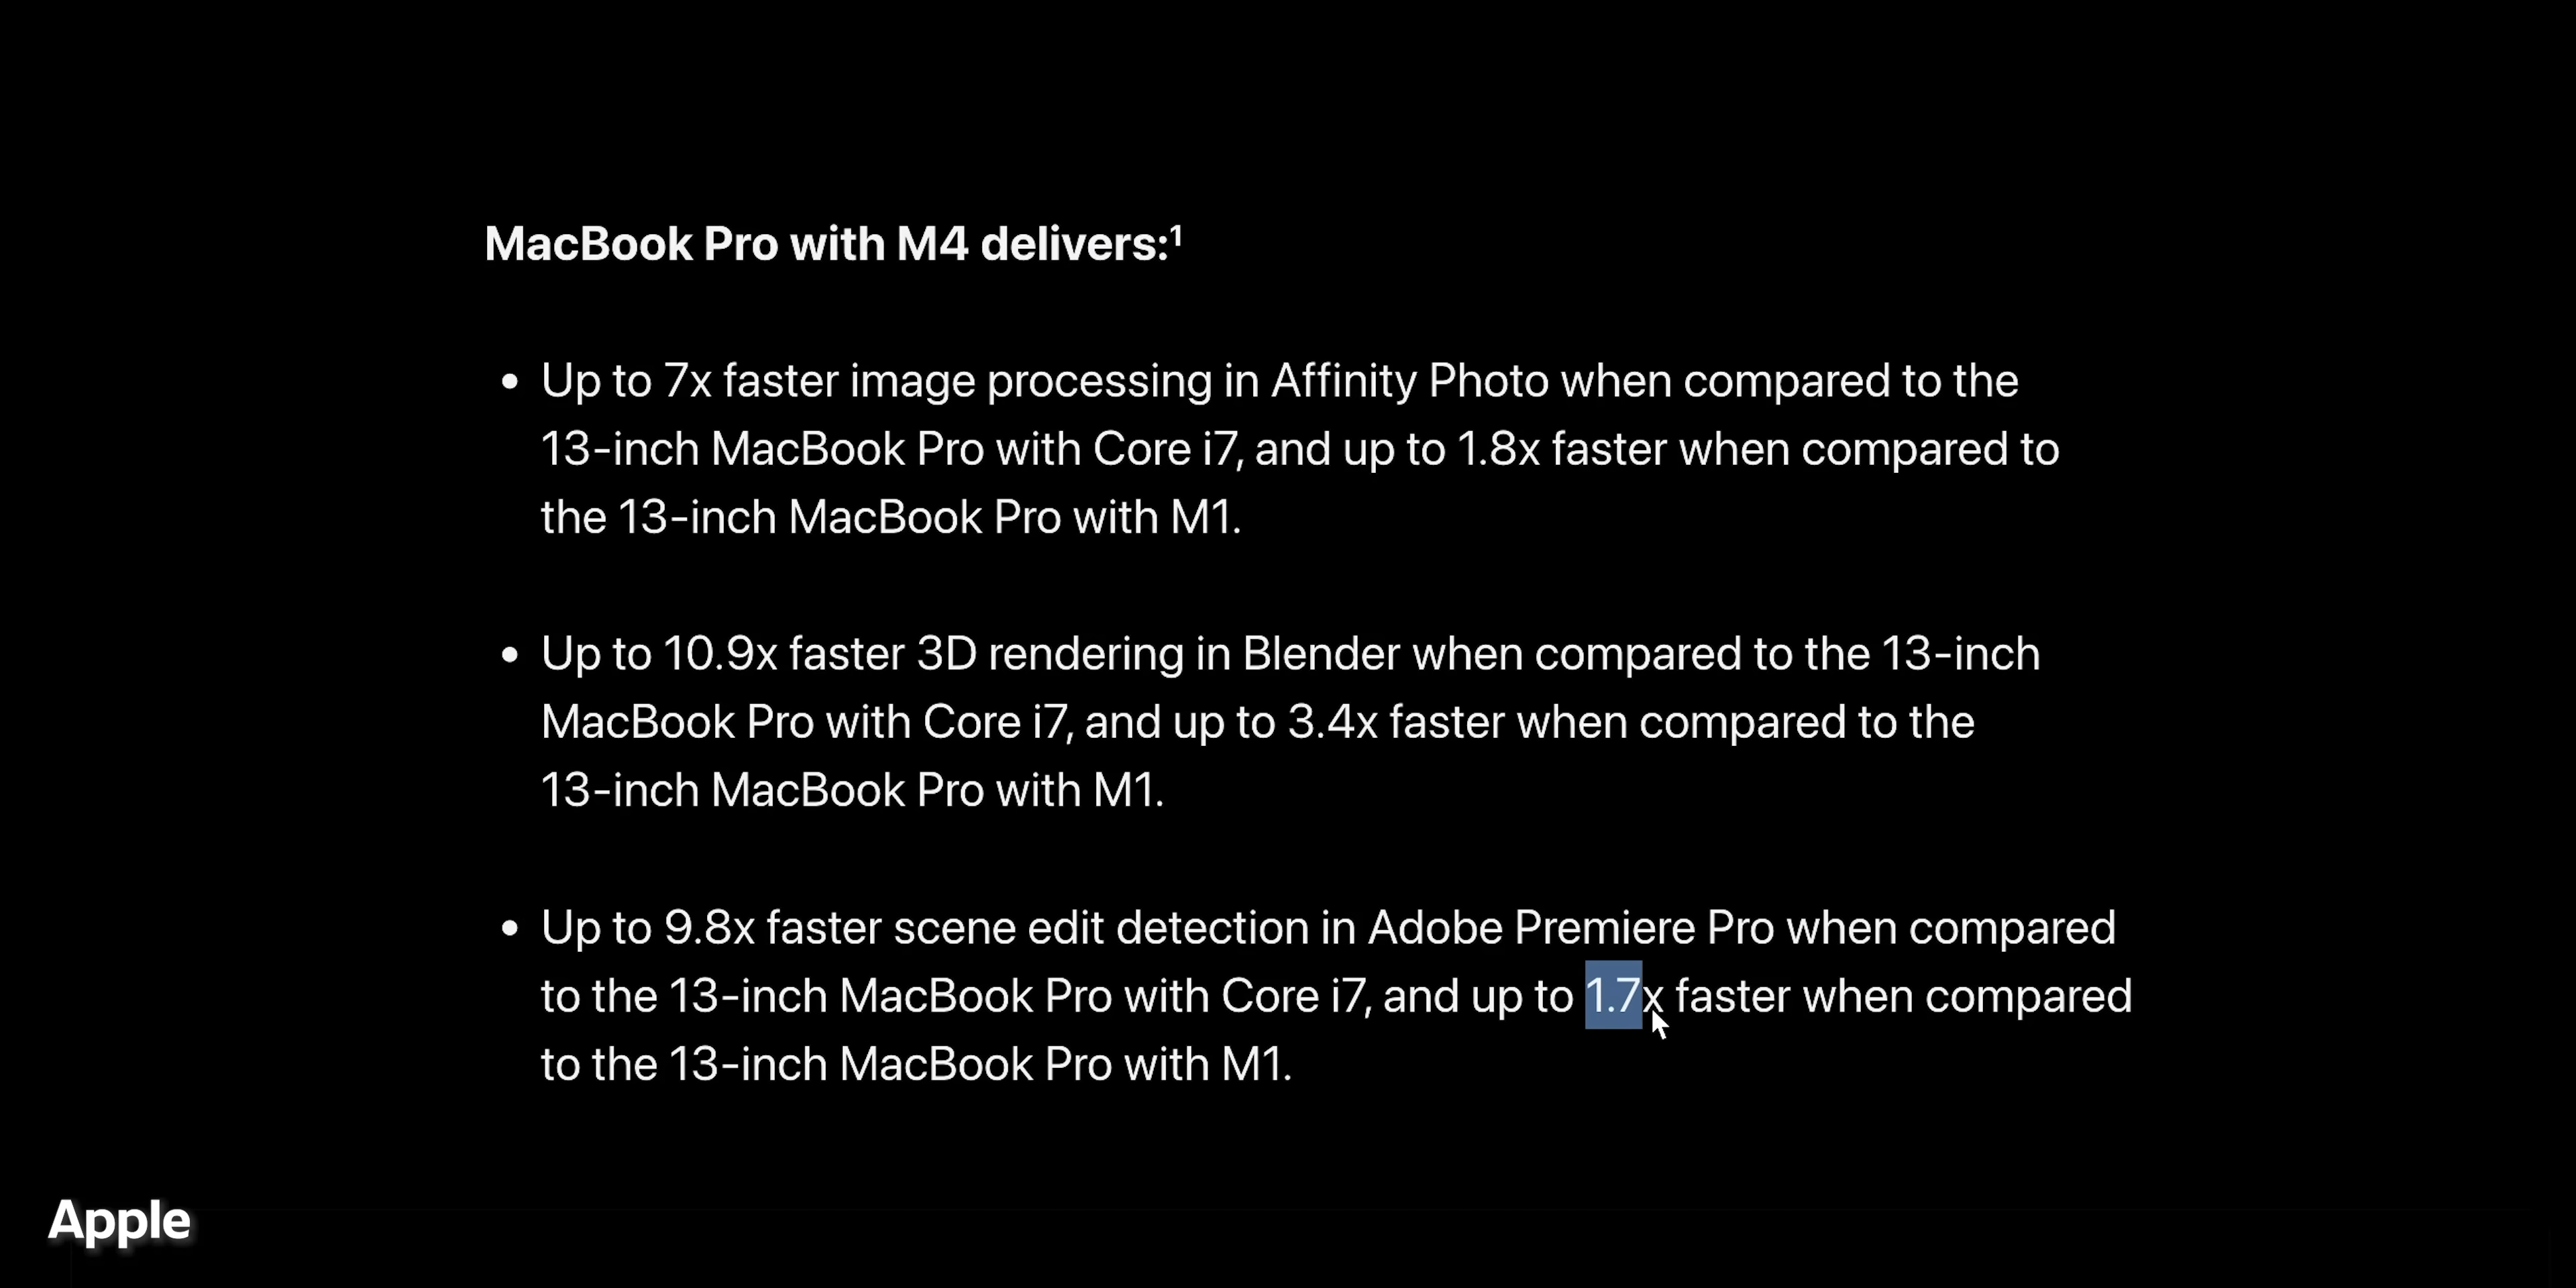 MacBook Pro with M4 delivers:¹
• Up to 7x faster image processing in Affinity Photo when compared to the
13-inch MacBook Pro with Core i7, and up to 1.8x faster when compared to
the 13-inch MacBook Pro with M1.
• Up to 10.9x faster 3D rendering in Blender when compared to the 13-inch
MacBook Pro with Core i7, and up to 3.4x faster when compared to the
13-inch MacBook Pro with M1.
• Up to 9.8x faster scene edit detection in Adobe Premiere Pro when compared
to the 13-inch MacBook Pro with Core i7, and up to 1.7x faster when compared
to the 13-inch MacBook Pro with M1.
Apple